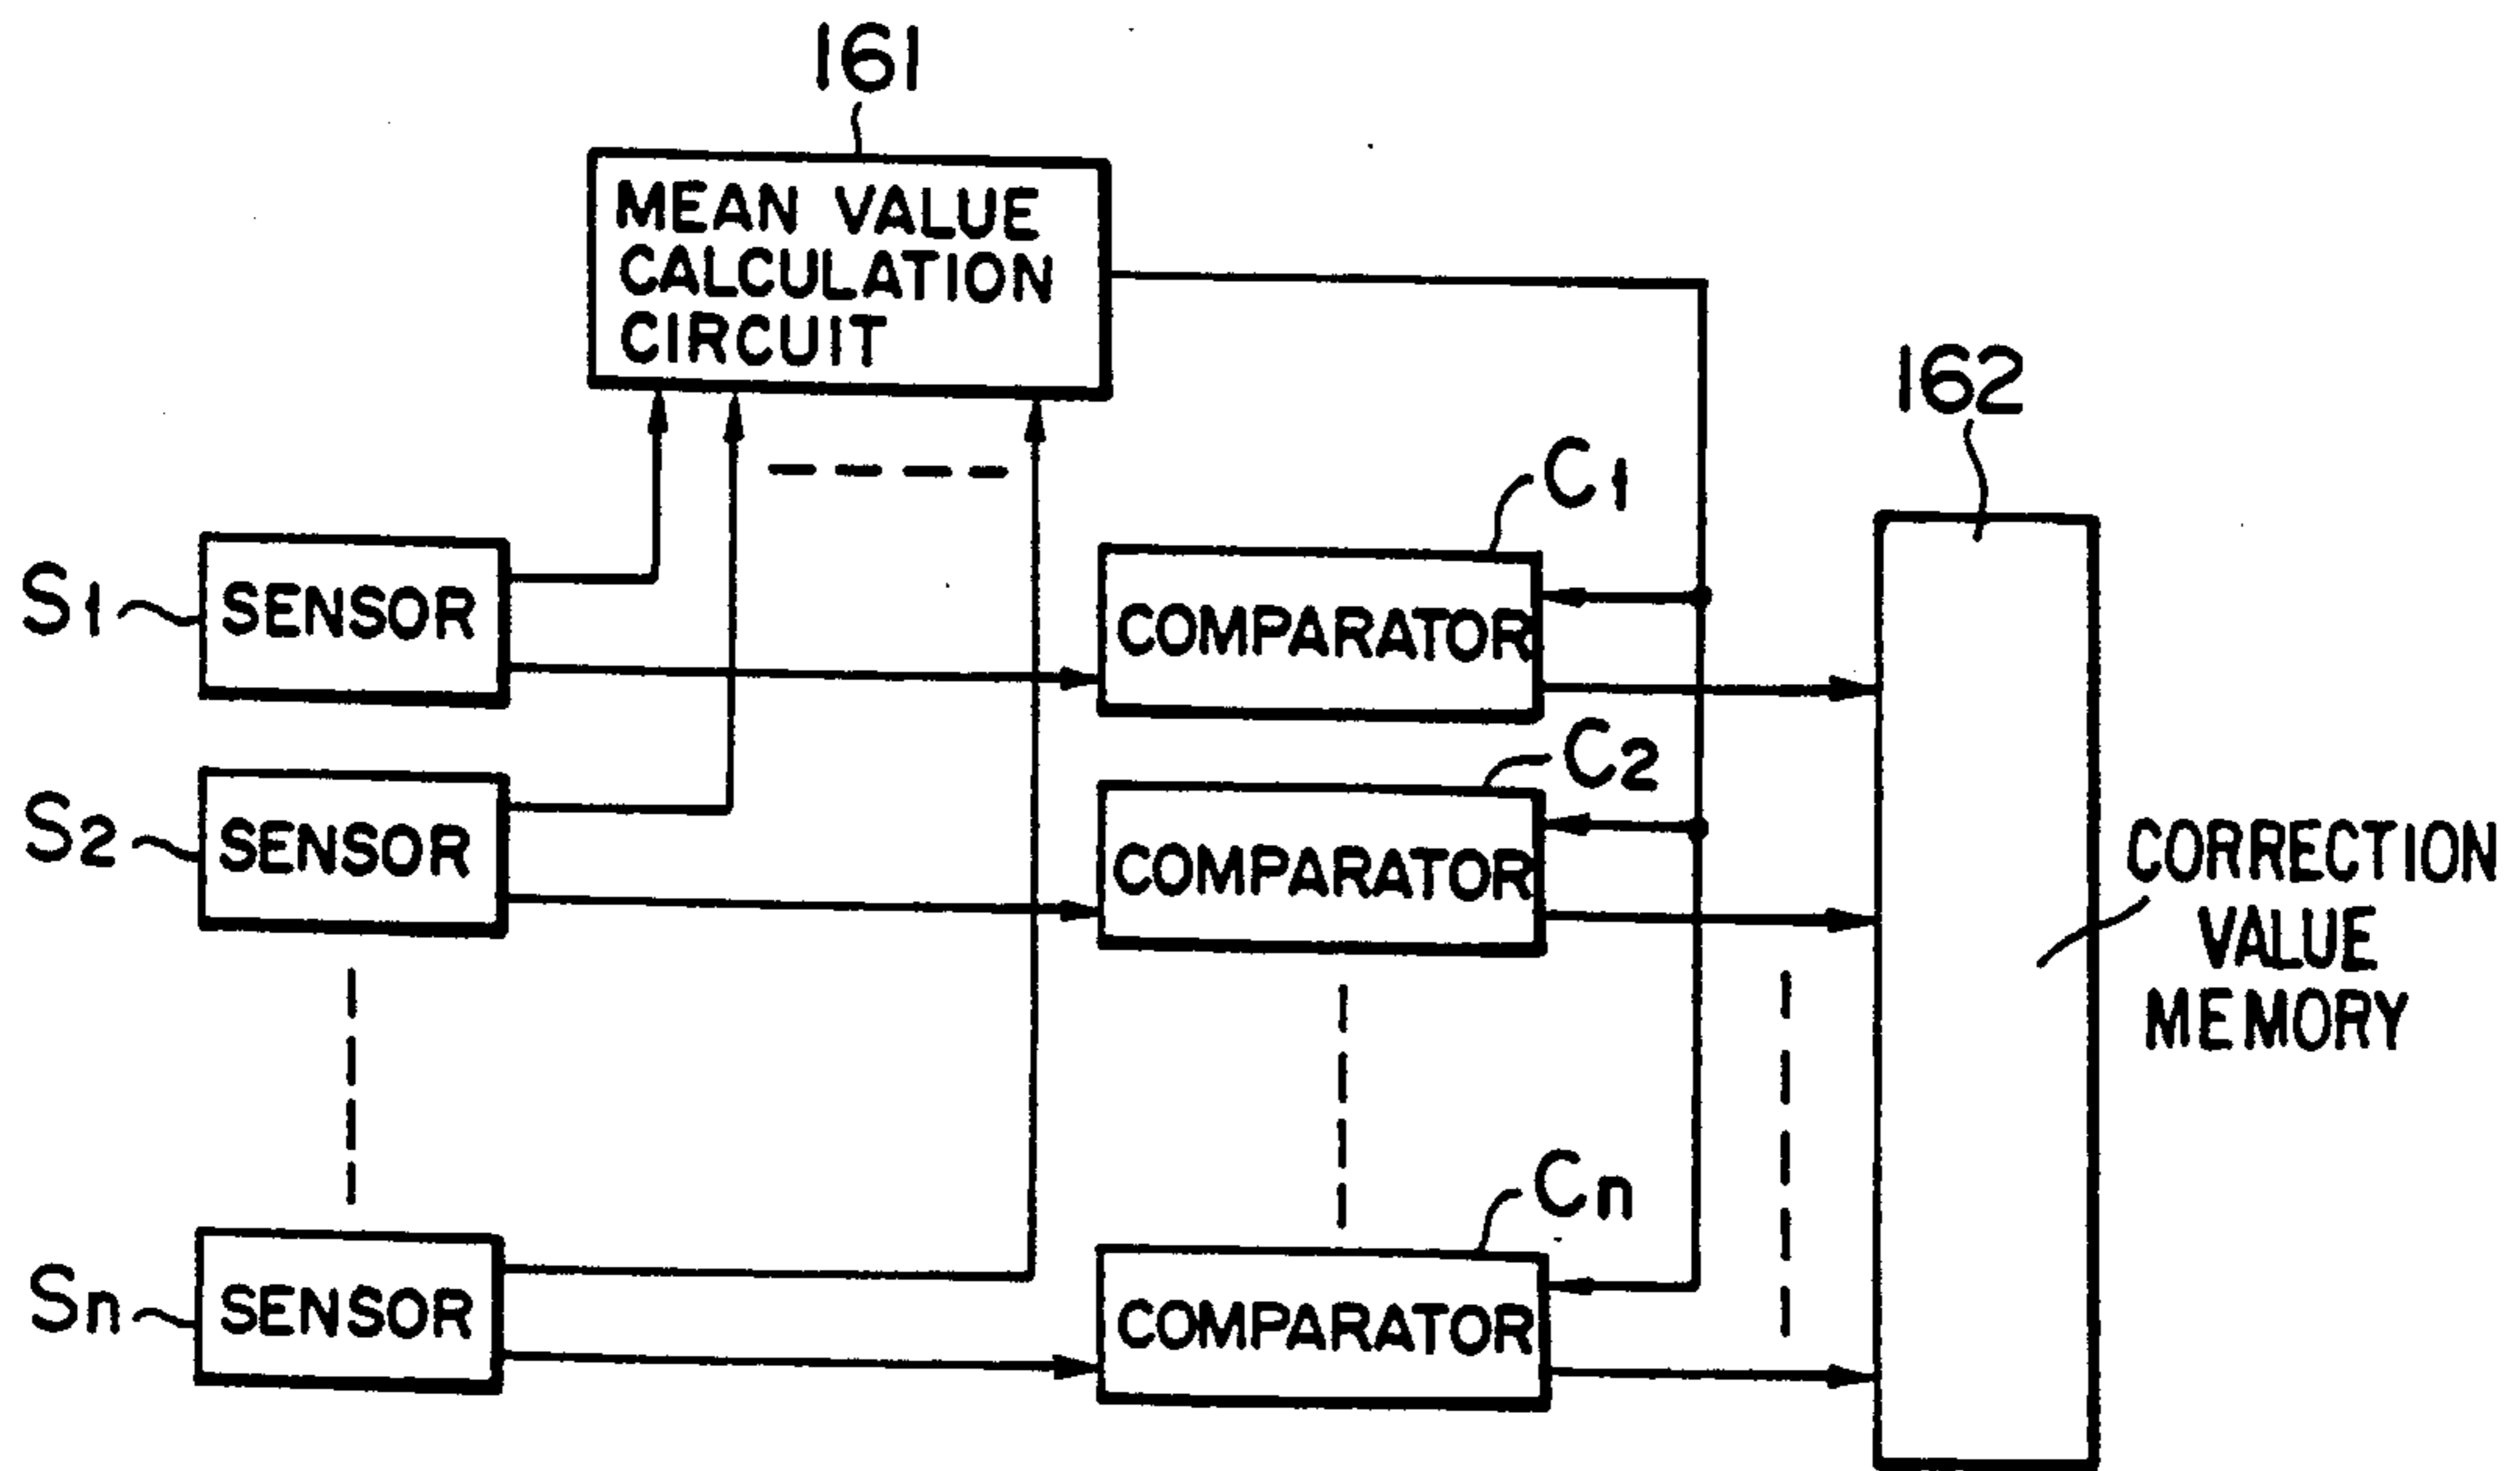 161
MEAN VALUE
CALCULATION
CIRCUIT
162
C1
S1
SENSOR
COMPARATOR
C2
S2
SENSOR
COMPARATOR
CORRECTION
VALUE
MEMORY
Cn
Sn
SENSOR
COMPARATOR